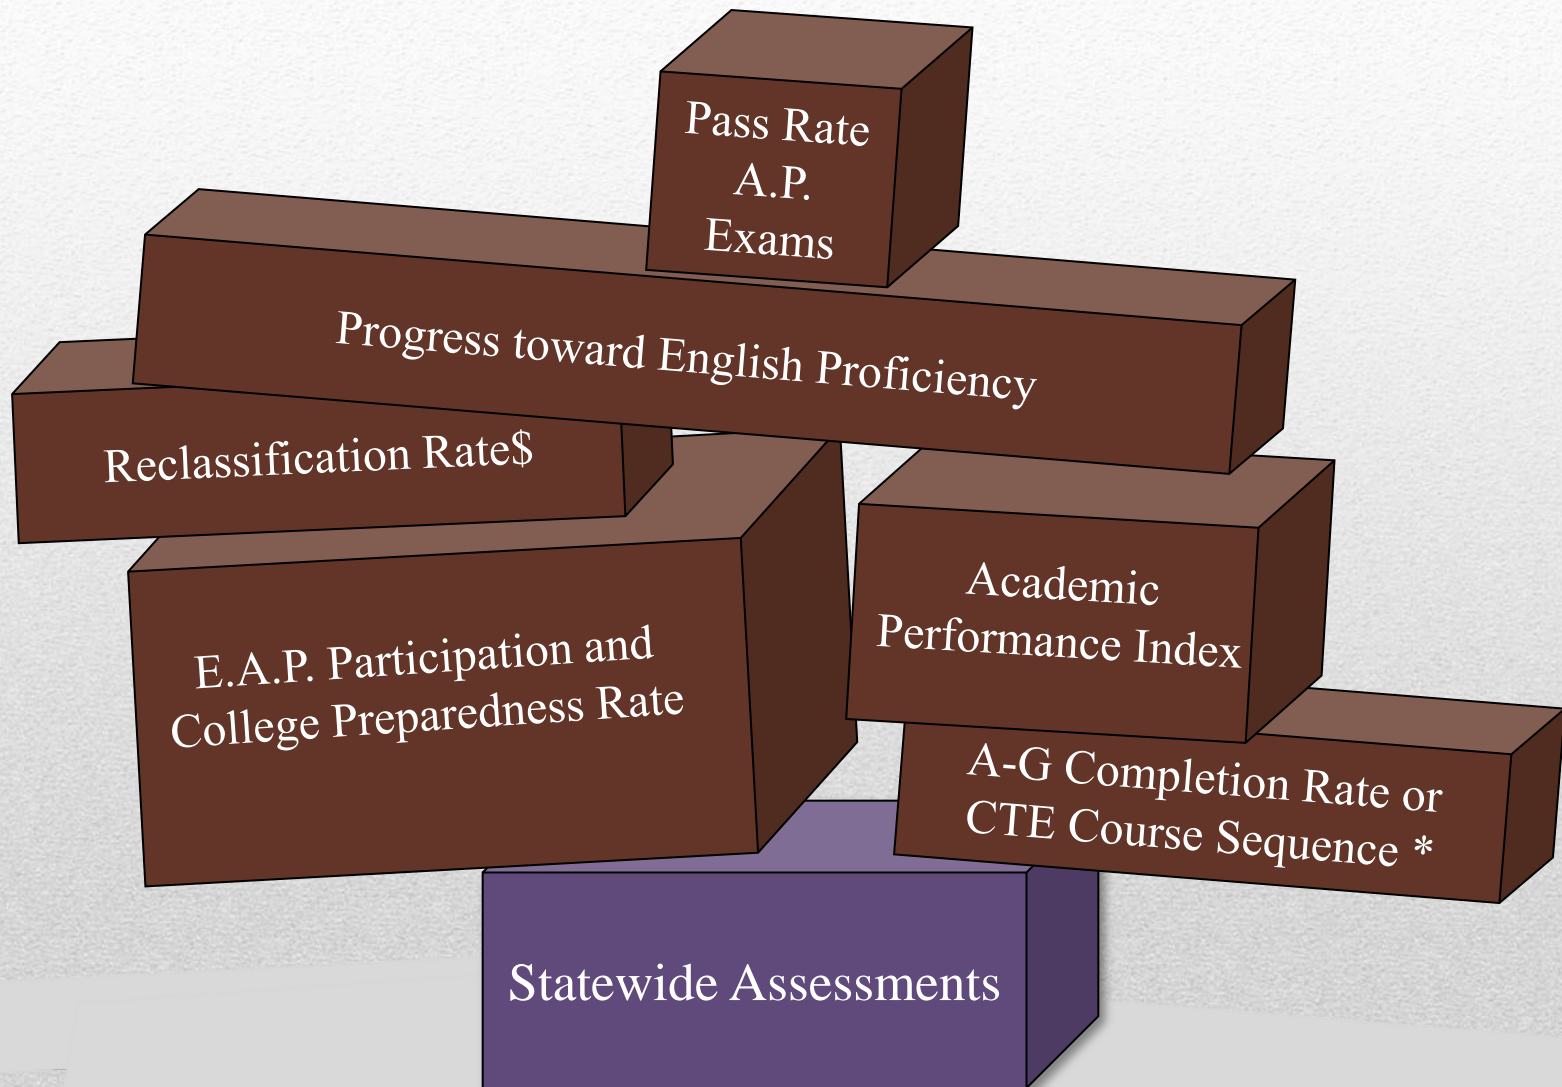 Pass Rate
A.P.
Exams
Progress toward English Proficiency
Reclassification Rate$
Academic
Performance Index
E.A.P. Participation and
College Preparedness Rate
A-G Completion Rate or
CTE Course Sequence *
Statewide Assessments